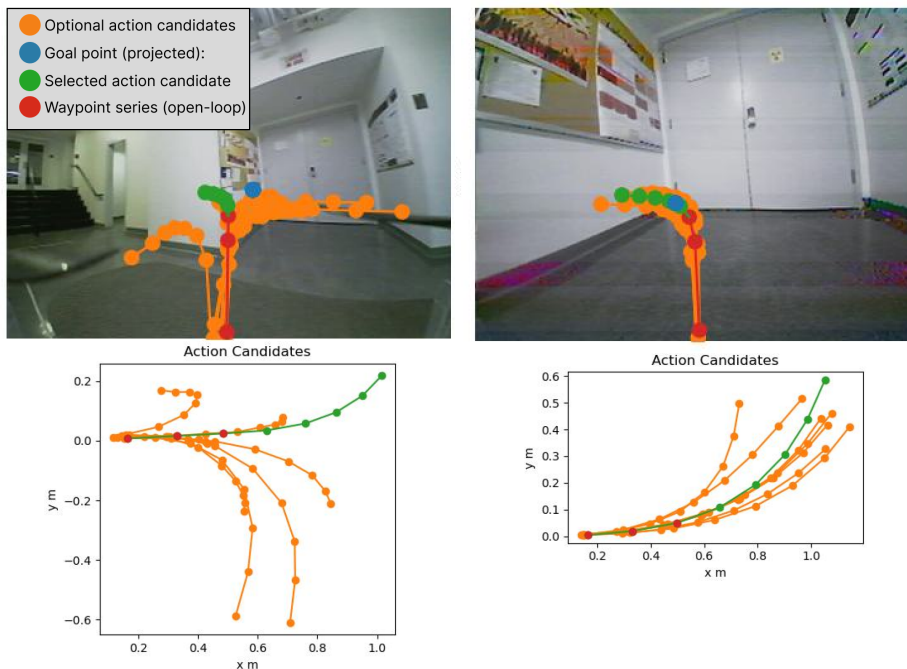 Optional action candidates
Goal point (projected):
Selected action candidate
Waypoint series (open-loop)
Action Candidates
0.2
0.0
−0.2
−0.4
−0.6
y m
0.2
0.4
0.6
0.8
1.0
x m
Action Candidates
0.6
0.5
0.4
0.3
0.2
0.1
0.0
y m
0.2
0.4
0.6
0.8
1.0
x m